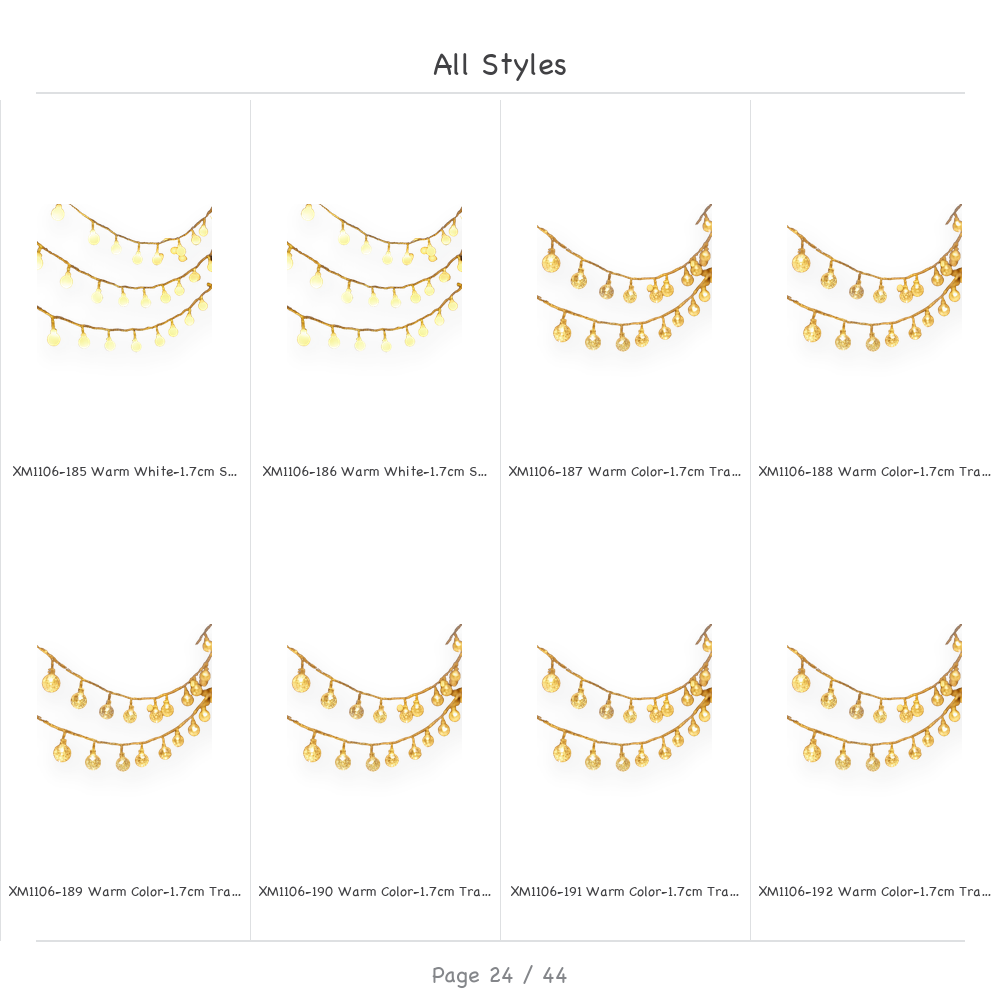 All Styles
XM1106-185 Warm White-1.7cm S...
XM1106-186 Warm White-1.7cm S...
XM1106-187 Warm Color-1.7cm Tra...
XM1106-188 Warm Color-1.7cm Tra...
XM1106-189 Warm Color-1.7cm Tra...
XM1106-190 Warm Color-1.7cm Tra...
XM1106-191 Warm Color-1.7cm Tra...
XM1106-192 Warm Color-1.7cm Tra...
Page 24 / 44